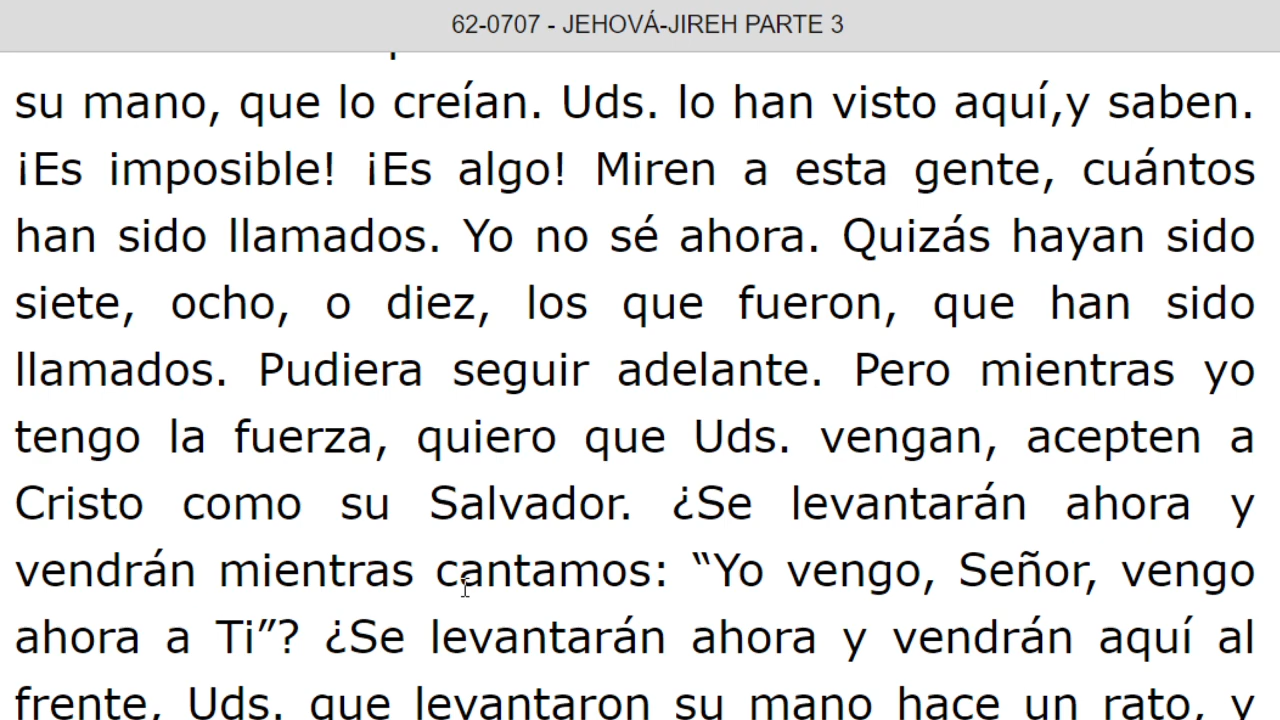 62-0707 - JEHOVÁ-JIREH PARTE 3
su mano, que lo creían. Uds. lo han visto aquí,y saben.
¡Es imposible! ¡Es algo! Miren a esta gente, cuántos
han sido llamados. Yo no sé ahora. Quizás hayan sido
siete, ocho, o diez, los que fueron, que han sido
llamados. Pudiera seguir adelante. Pero mientras yo
tengo la fuerza, quiero que Uds. vengan, acepten a
Cristo como su Salvador. ¿Se levantarán ahora y
vendrán mientras cantamos: “Yo vengo, Señor, vengo
ahora a Ti”? ¿Se levantarán ahora y vendrán aquí al
frente, Uds. que levantaron su mano hace un rato, y